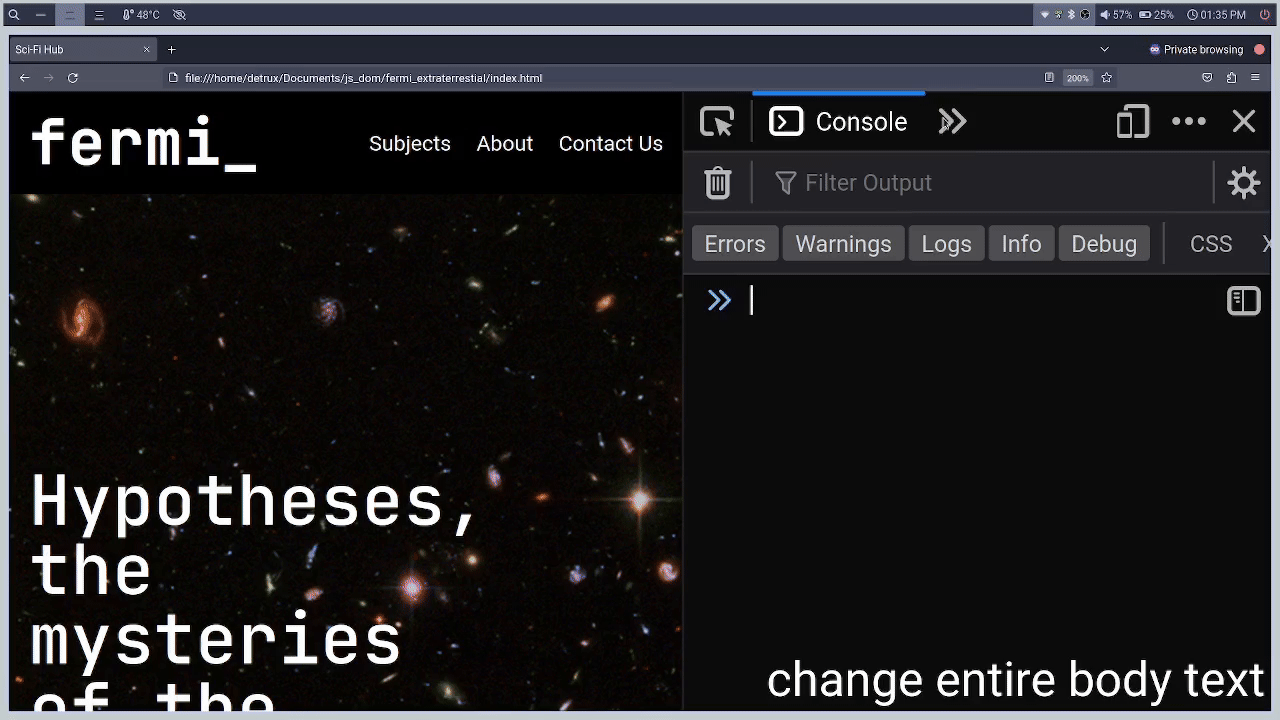 48°C
57%
25%
01:35 PM
Sci-Fi Hub
Private browsing
file:///home/detrux/Documents/js_dom/fermi_extraterrestial/index.html
200%
fermi_
Subjects
About
Contact Us
Console
Filter Output
Errors
Warnings
Logs
Info
Debug
CSS
X
Hypotheses,
the
mysteries
of the
change entire body text